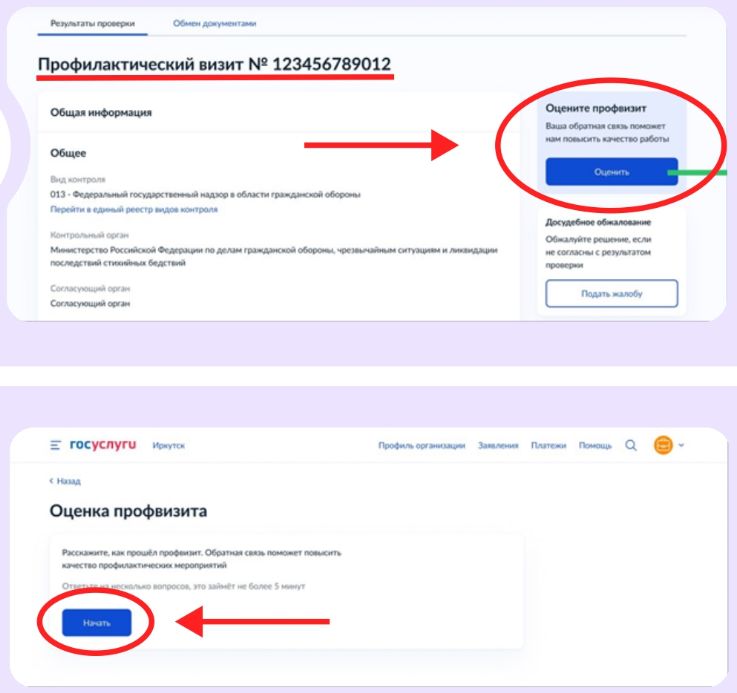 Результаты проверки
Обмен документами
Профилактический визит № 123456789012
Общая информация
Общее
Вид контроля
013 - Федеральный государственный надзор в области гражданской обороны
Перейти в единый реестр видов контроля
Контрольный орган
Министерство Российской Федерации по делам гражданской обороны, чрезвычайным ситуациям и ликвидации
последствий стихийных бедствий
Согласующий орган
Согласующий орган
Оцените профвизит
Ваша обратная связь поможет
нам повысить качество работы
Оценить
Досудебное обжалование
Обжалуйте решение, если
не согласны с результатом
проверки
Подать жалобу
госуслуги
Иркутск
Профиль организации
Заявления
Платежи
Помощь
Назад
Оценка профвизита
Расскажите, как прошёл профвизит. Обратная связь поможет повысить
качество профилактических мероприятий
Ответьте на несколько вопросов, это займёт не более 5 минут
Начать